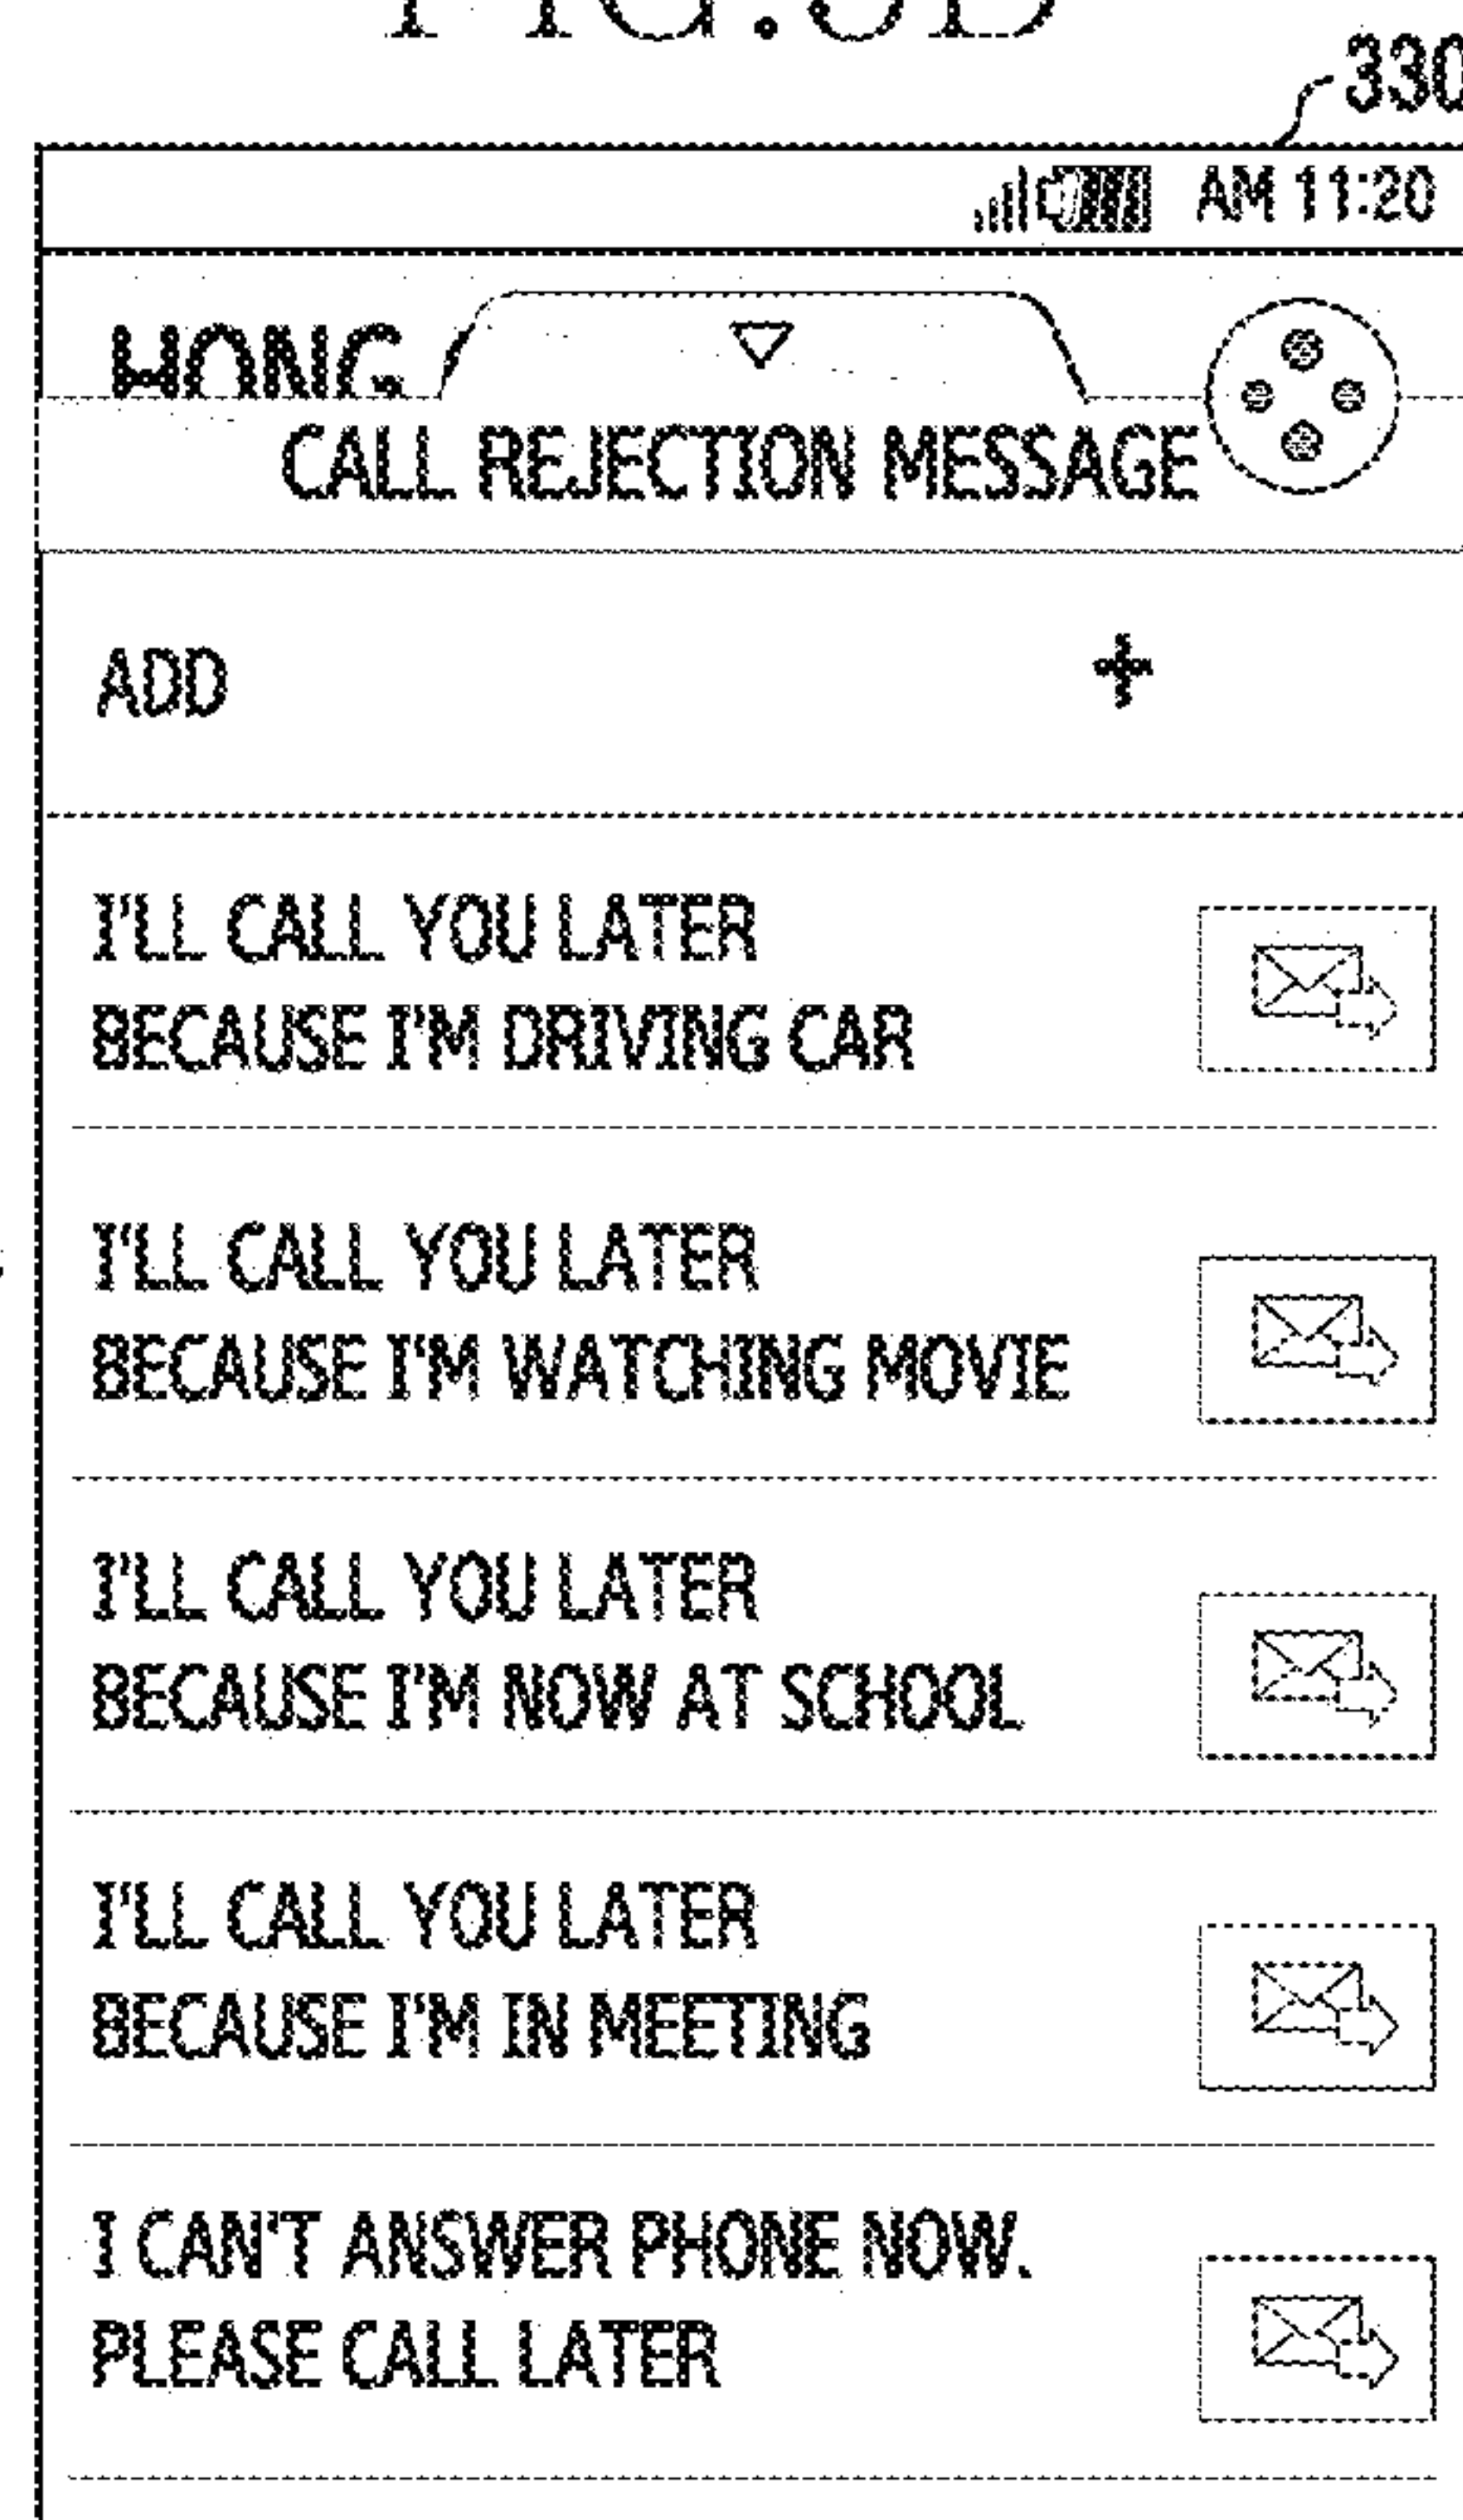 330
AM 11:20
CALL REJECTION MESSAGE
ADD +
I'LL CALL YOU LATER
BECAUSE I'M DRIVING CAR
I'LL CALL YOU LATER
BECAUSE I'M WATCHING MOVIE
I'LL CALL YOU LATER
BECAUSE I'M NOW AT SCHOOL
I'LL CALL YOU LATER
BECAUSE I'M IN MEETING
I CAN'T ANSWER PHONE NOW.
PLEASE CALL LATER